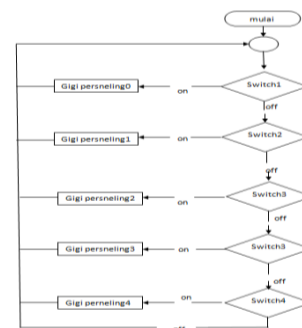 mulai
Switch1
Gigi persneling0
on
off
Switch2
Gigi persneling1
on
off
Switch3
Gigi persneling2
on
off
Switch3
Gigi persneling3
on
off
Switch4
Gigi perneling4
on
off